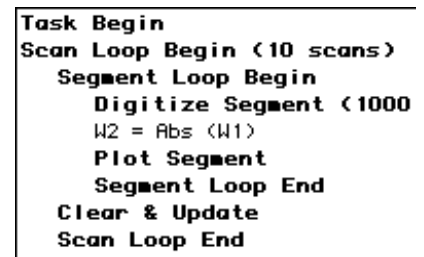 Task Begin
Scan Loop Begin (10 scans)
Segment Loop Begin
Digitize Segment (1000
W2 = Abs (W1)
Plot Segment
Segment Loop End
Clear & Update
Scan Loop End